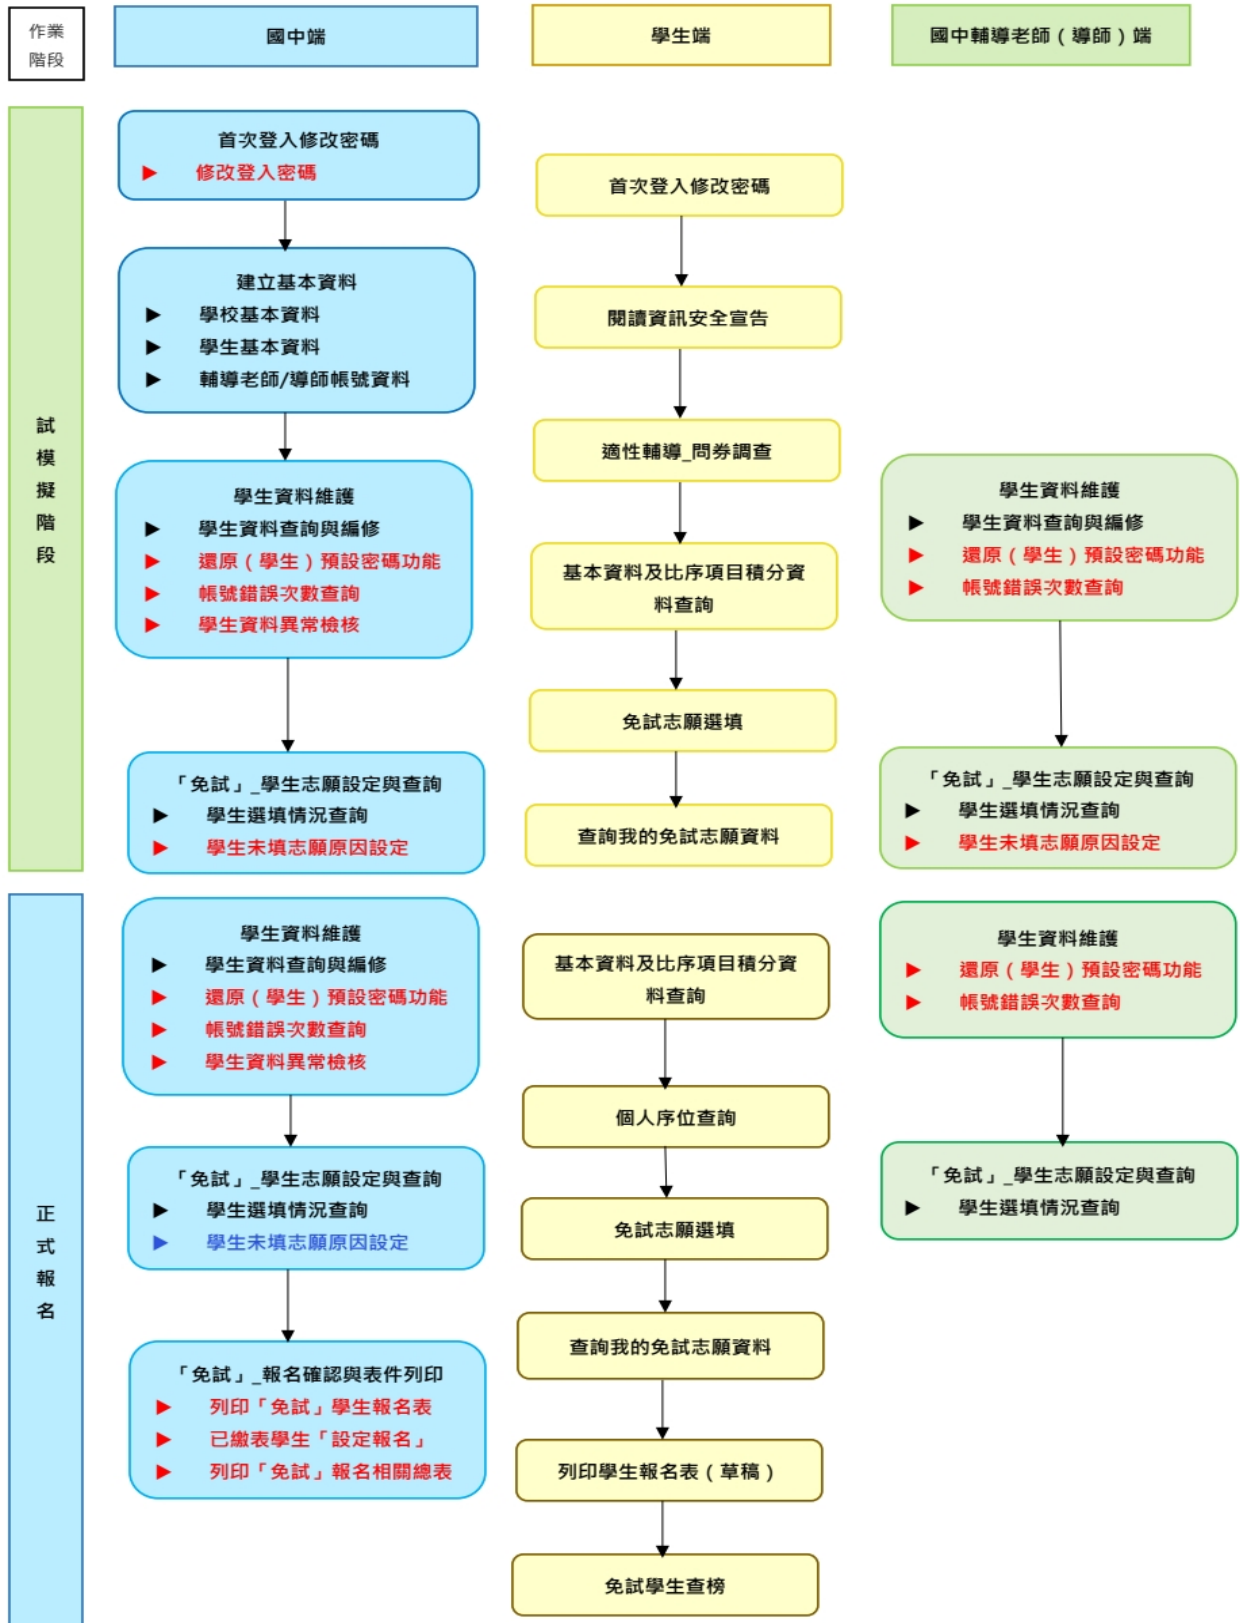 作業
階段
國中端
學生端
國中輔導老師（導師）端
試
模
擬
階
段
首次登入修改密碼
▶ 修改登入密碼
建立基本資料
▶ 學校基本資料
▶ 學生基本資料
▶ 輔導老師/導師帳號資料
學生資料維護
▶ 學生資料查詢與編修
▶ 還原（學生）預設密碼功能
▶ 帳號錯誤次數查詢
▶ 學生資料異常檢核
「免試」_學生志願設定與查詢
▶ 學生選填情況查詢
▶ 學生未填志願原因設定
首次登入修改密碼
閱讀資訊安全宣告
適性輔導_問券調查
基本資料及比序項目積分資
料查詢
免試志願選填
查詢我的免試志願資料
學生資料維護
▶ 學生資料查詢與編修
▶ 還原（學生）預設密碼功能
▶ 帳號錯誤次數查詢
「免試」_學生志願設定與查詢
▶ 學生選填情況查詢
▶ 學生未填志願原因設定
正
式
報
名
學生資料維護
▶ 學生資料查詢與編修
▶ 還原（學生）預設密碼功能
▶ 帳號錯誤次數查詢
▶ 學生資料異常檢核
「免試」_學生志願設定與查詢
▶ 學生選填情況查詢
▶ 學生未填志願原因設定
「免試」_報名確認與表件列印
▶ 列印「免試」學生報名表
▶ 已繳表學生「設定報名」
▶ 列印「免試」報名相關總表
基本資料及比序項目積分資
料查詢
個人序位查詢
免試志願選填
查詢我的免試志願資料
列印學生報名表（草稿）
免試學生查榜
學生資料維護
▶ 還原（學生）預設密碼功能
▶ 帳號錯誤次數查詢
「免試」_學生志願設定與查詢
▶ 學生選填情況查詢